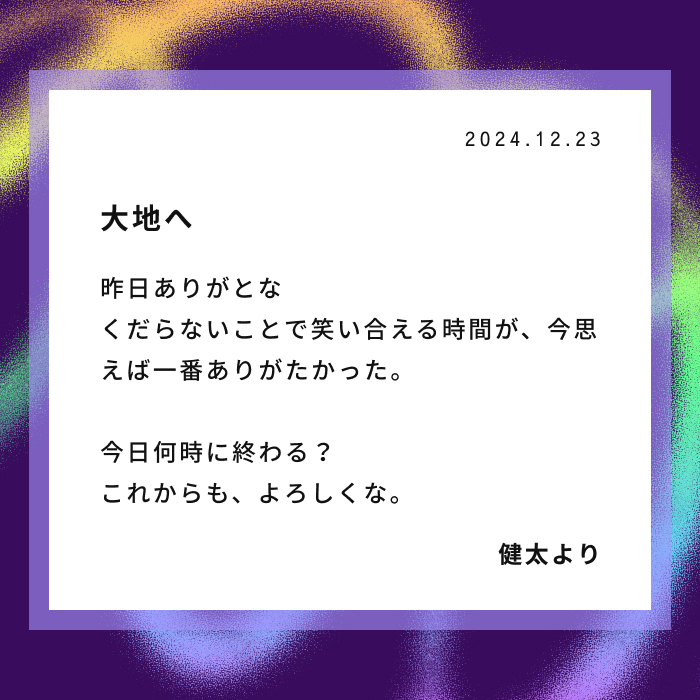 2024.12.23
大地へ
昨日ありがとな
くだらないことで笑い合える時間が、今思
えば一番ありがたかった。
今日何時に終わる？
これからも、よろしくな。
健太より